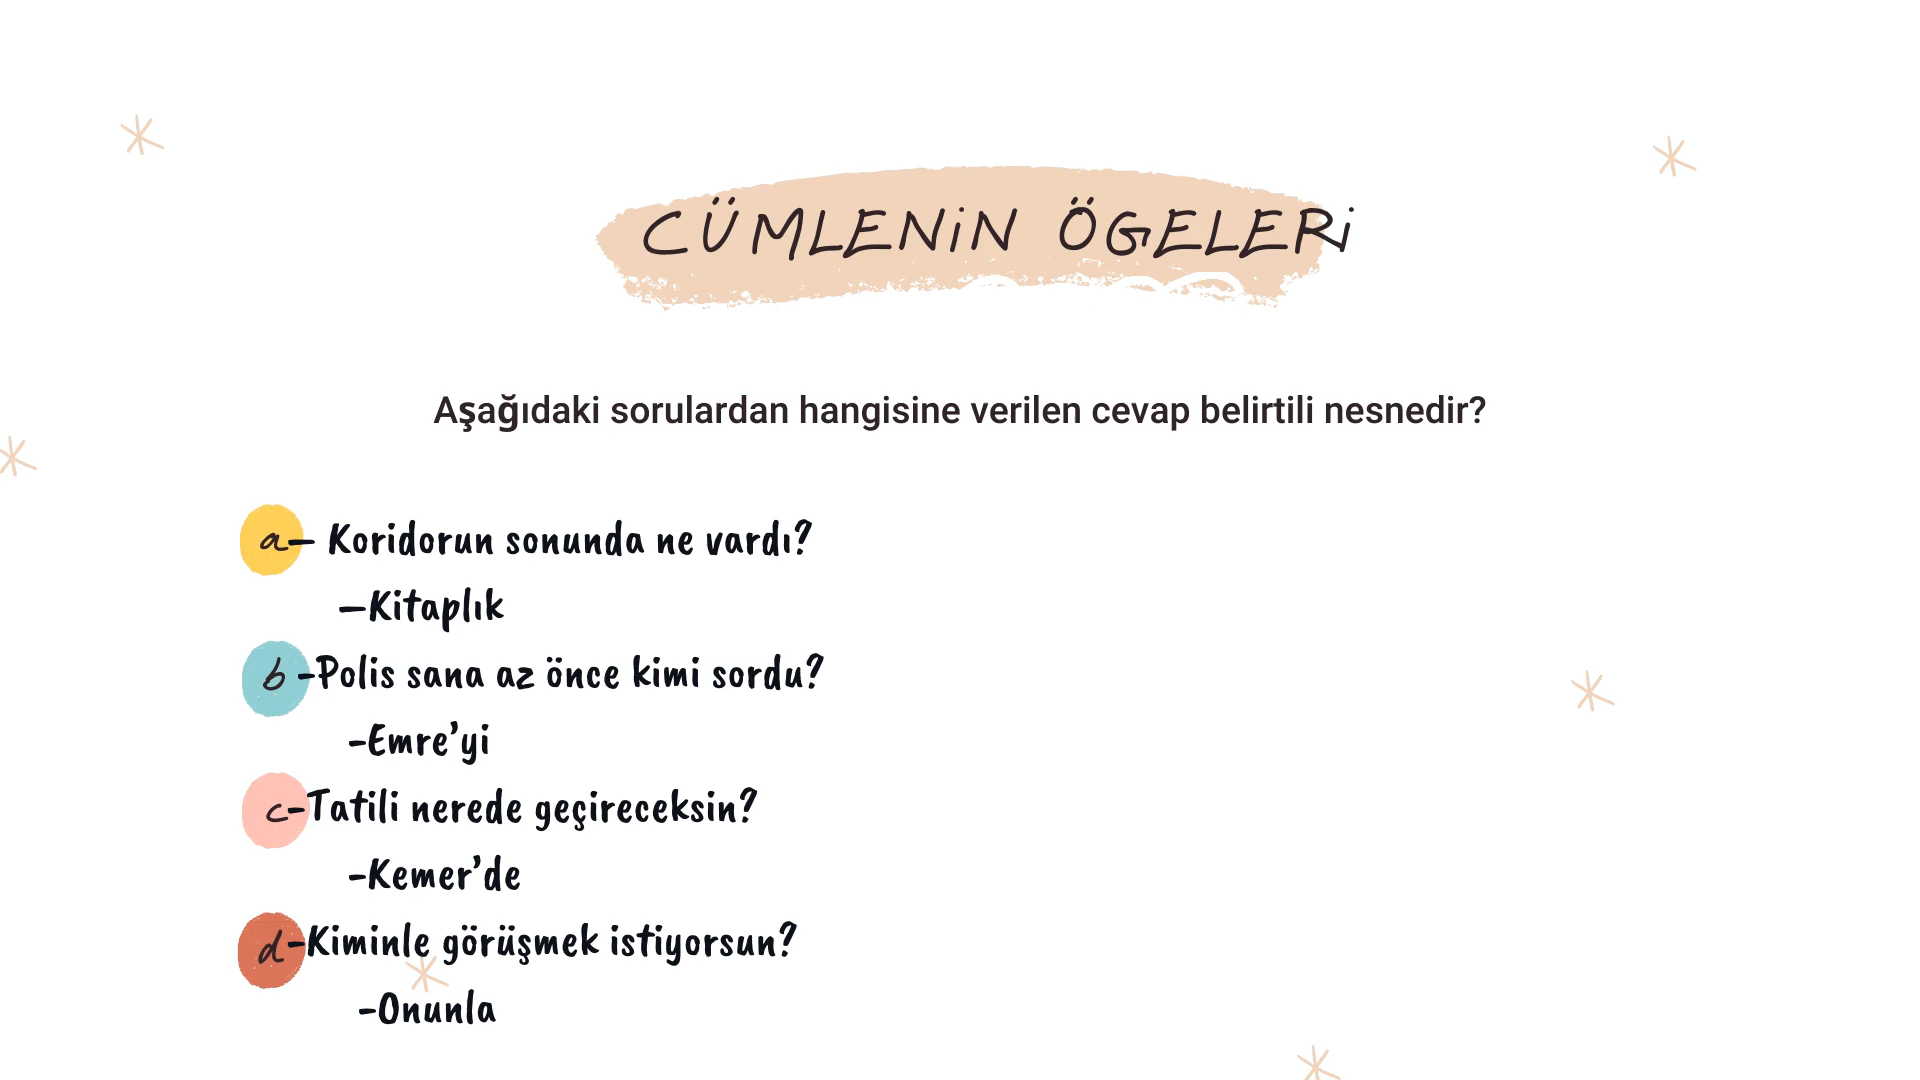 CÜMLENİN ÖGELERİ
Aşağıdaki sorulardan hangisine verilen cevap belirtili nesnedir?
a— Koridorun sonunda ne vardı?
—Kitaplık
b -Polis sana az önce kimi sordu?
-Emre’yi
c-Tatili nerede geçireceksin?
-Kemer’de
d-Kiminle görüşmek istiyorsun?
-Onunla